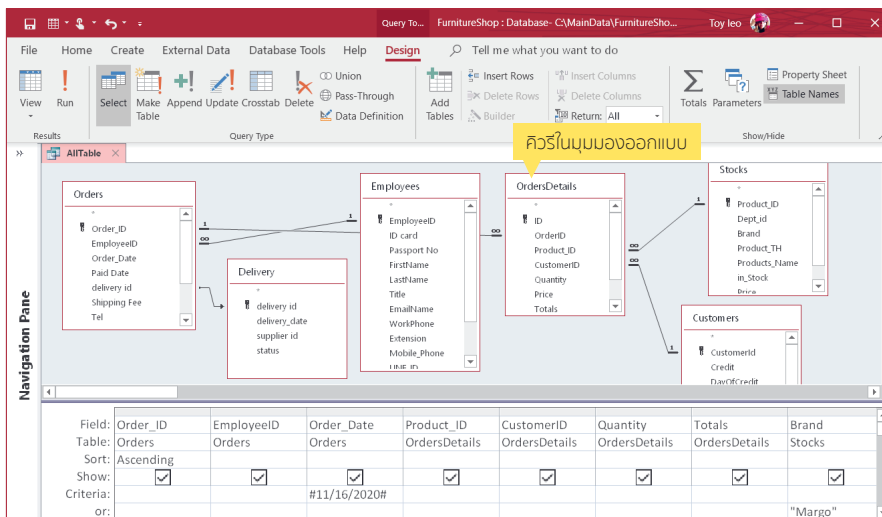 Query To... FurnitureShop : Database- C:\MainData\FurnitureSho... Toy leo
File Home Create External Data Database Tools Help Design Tell me what you want to do
View Run Select Make Table Append Update Crosstab Delete Union Pass-Through Data Definition Add Tables Insert Rows Delete Rows Builder Insert Columns Delete Columns Return: All Totals Parameters Property Sheet Table Names
Results Query Type Show/Hide
คิวรีในมุมมองออกแบบ
AllTable
Navigation Pane
Orders
*
Order_ID
EmployeeID
Order_Date
Paid Date
delivery id
Shipping Fee
Tel
Delivery
*
delivery id
delivery_date
supplier id
status
Employees
*
EmployeeID
ID card
Passport No
FirstName
LastName
Title
EmailName
WorkPhone
Extension
Mobile_Phone
LINE_ID
OrdersDetails
*
ID
OrderID
Product_ID
CustomerID
Quantity
Price
Totals
Stocks
*
Product_ID
Dept_id
Brand
Product_TH
Products_Name
in_Stock
Price
Customers
*
CustomerId
Credit
DayOfCredit
1 ∞ 1 ∞ 1 ∞ ∞ 1
Field: Order_ID EmployeeID Order_Date Product_ID CustomerID Quantity Totals Brand
Table: Orders Orders Orders OrdersDetails OrdersDetails OrdersDetails OrdersDetails Stocks
Sort: Ascending
Show:
Criteria: #11/16/2020#
or: "Margo"